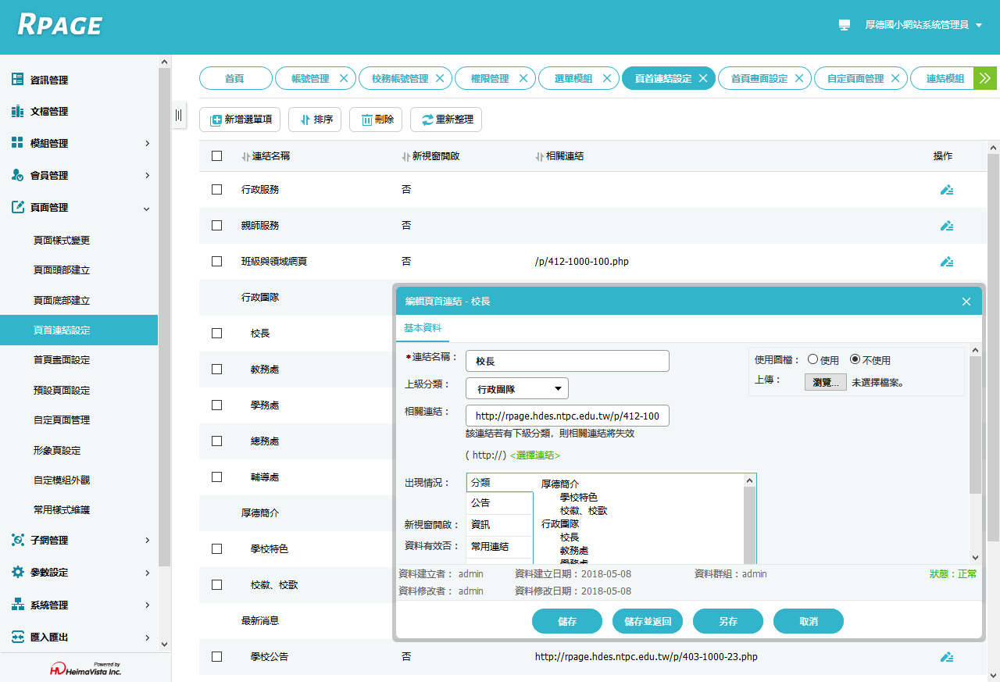 RPAGE
厚德國小網站系統管理員
資訊管理
文檔管理
模組管理
會員管理
頁面管理
頁面樣式變更
頁面頭部建立
頁面底部建立
頁首連結設定
首頁畫面設定
預設頁面設定
自定頁面管理
形象頁設定
自定模組外觀
常用樣式維護
子網管理
參數設定
系統管理
匯入匯出
Powered by
HeimaVista Inc.
首頁 帳號管理 校務帳號管理 權限管理 選單模組 頁首連結設定 首頁畫面設定 自定頁面管理 連結模組
新增選單項 排序 刪除 重新整理
連結名稱 新視窗開啟 相關連結 操作
行政服務 否
親師服務 否
班級與領域網頁 否 /p/412-1000-100.php
行政團隊
校長
教務處
學務處
總務處
輔導處
厚德簡介
學校特色
校徽、校歌
最新消息
學校公告 否 http://rpage.hdes.ntpc.edu.tw/p/403-1000-23.php
編輯頁首連結 - 校長
基本資料
*連結名稱： 校長
上級分類： 行政團隊
相關連結： http://rpage.hdes.ntpc.edu.tw/p/412-100
該連結若有下級分類，則相關連結將失效
( http://) <選擇連結>
使用圖檔： 使用 不使用
上傳： 瀏覽... 未選擇檔案。
出現情況：
新視窗開啟：
資料有效否：
分類
公告
資訊
常用連結
厚德簡介
學校特色
校徽、校歌
行政團隊
校長
教務處
學務處
資料建立者： admin 資料建立日期：2018-05-08 資料群組：admin 狀態：正常
資料修改者： admin 資料修改日期：2018-05-08
儲存 儲存並返回 另存 取消